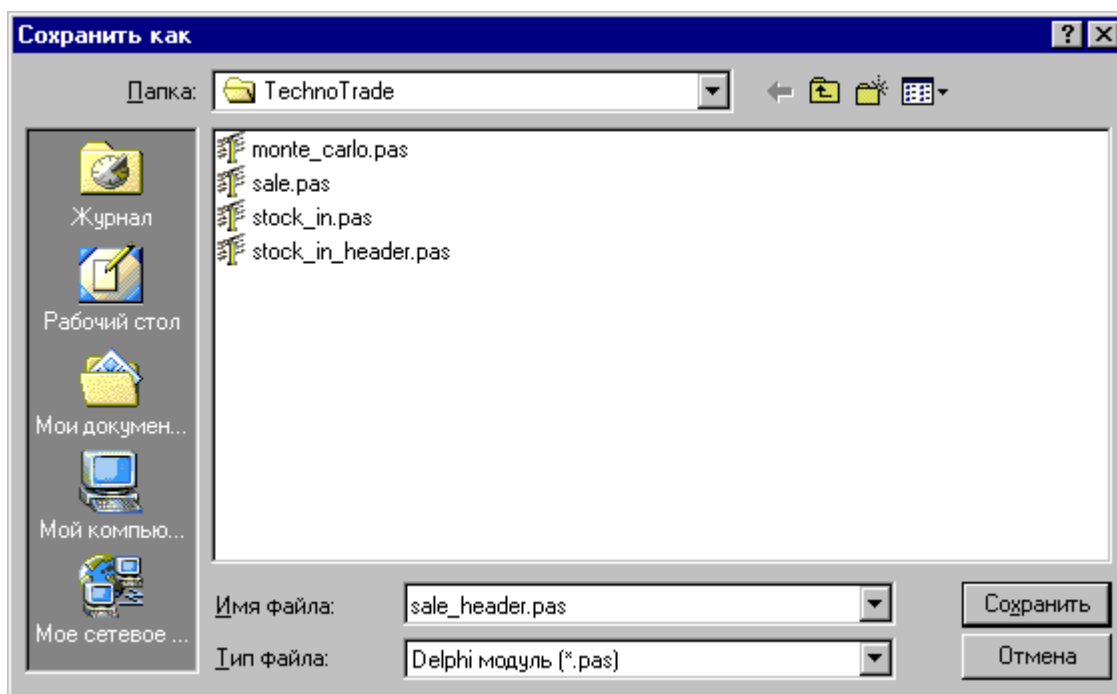 Сохранить как
Папка: TechnoTrade
monte_carlo.pas
sale.pas
stock_in.pas
stock_in_header.pas
Журнал
Рабочий стол
Мои докумен...
Мой компью...
Мое сетевое ...
Имя файла: sale_header.pas Сохранить
Тип файла: Delphi модуль (*.pas) Отмена